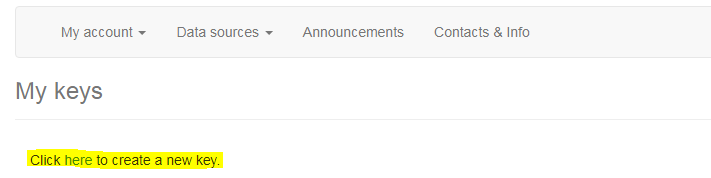 My account Data sources Announcements Contacts & Info
My keys
Click here to create a new key.